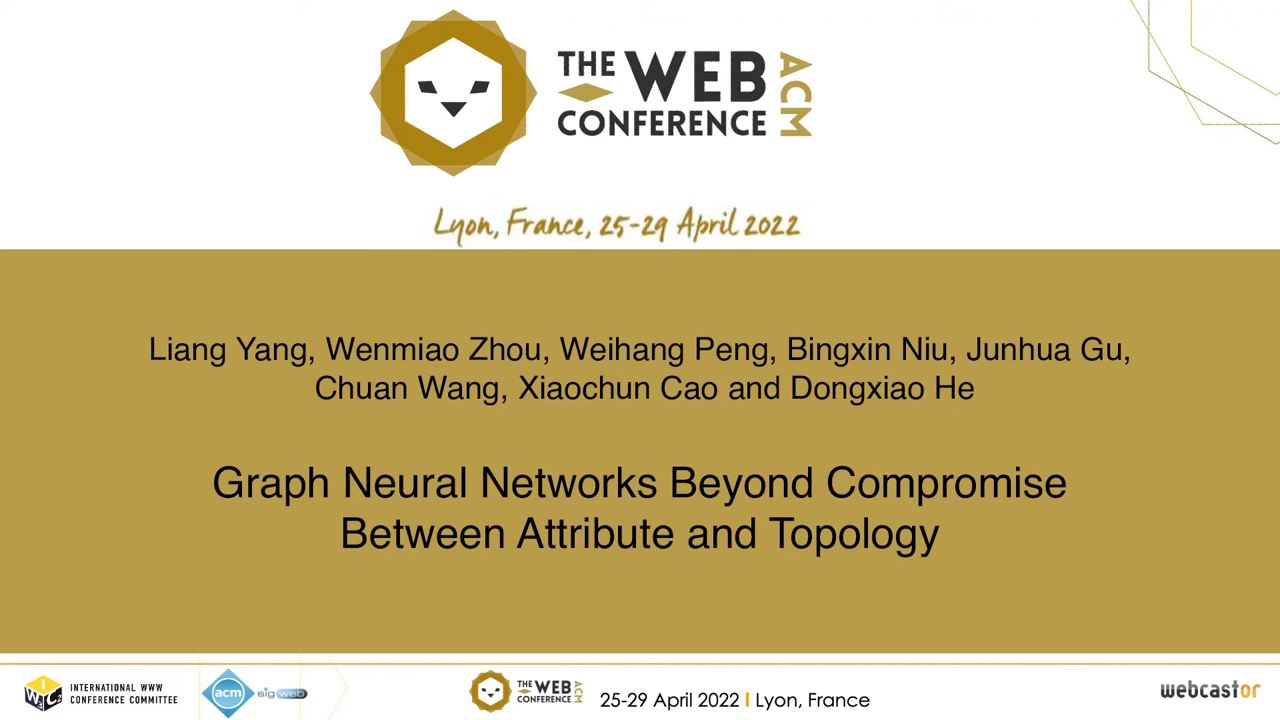 THE WEB CONFERENCE ACM
Lyon, France, 25-29 April 2022
Liang Yang, Wenmiao Zhou, Weihang Peng, Bingxin Niu, Junhua Gu,
Chuan Wang, Xiaochun Cao and Dongxiao He
Graph Neural Networks Beyond Compromise
Between Attribute and Topology
IW3C2
INTERNATIONAL WWW
CONFERENCE COMMITTEE
acm
sigweb
THE WEB CONFERENCE ACM
25-29 April 2022 | Lyon, France
webcastor